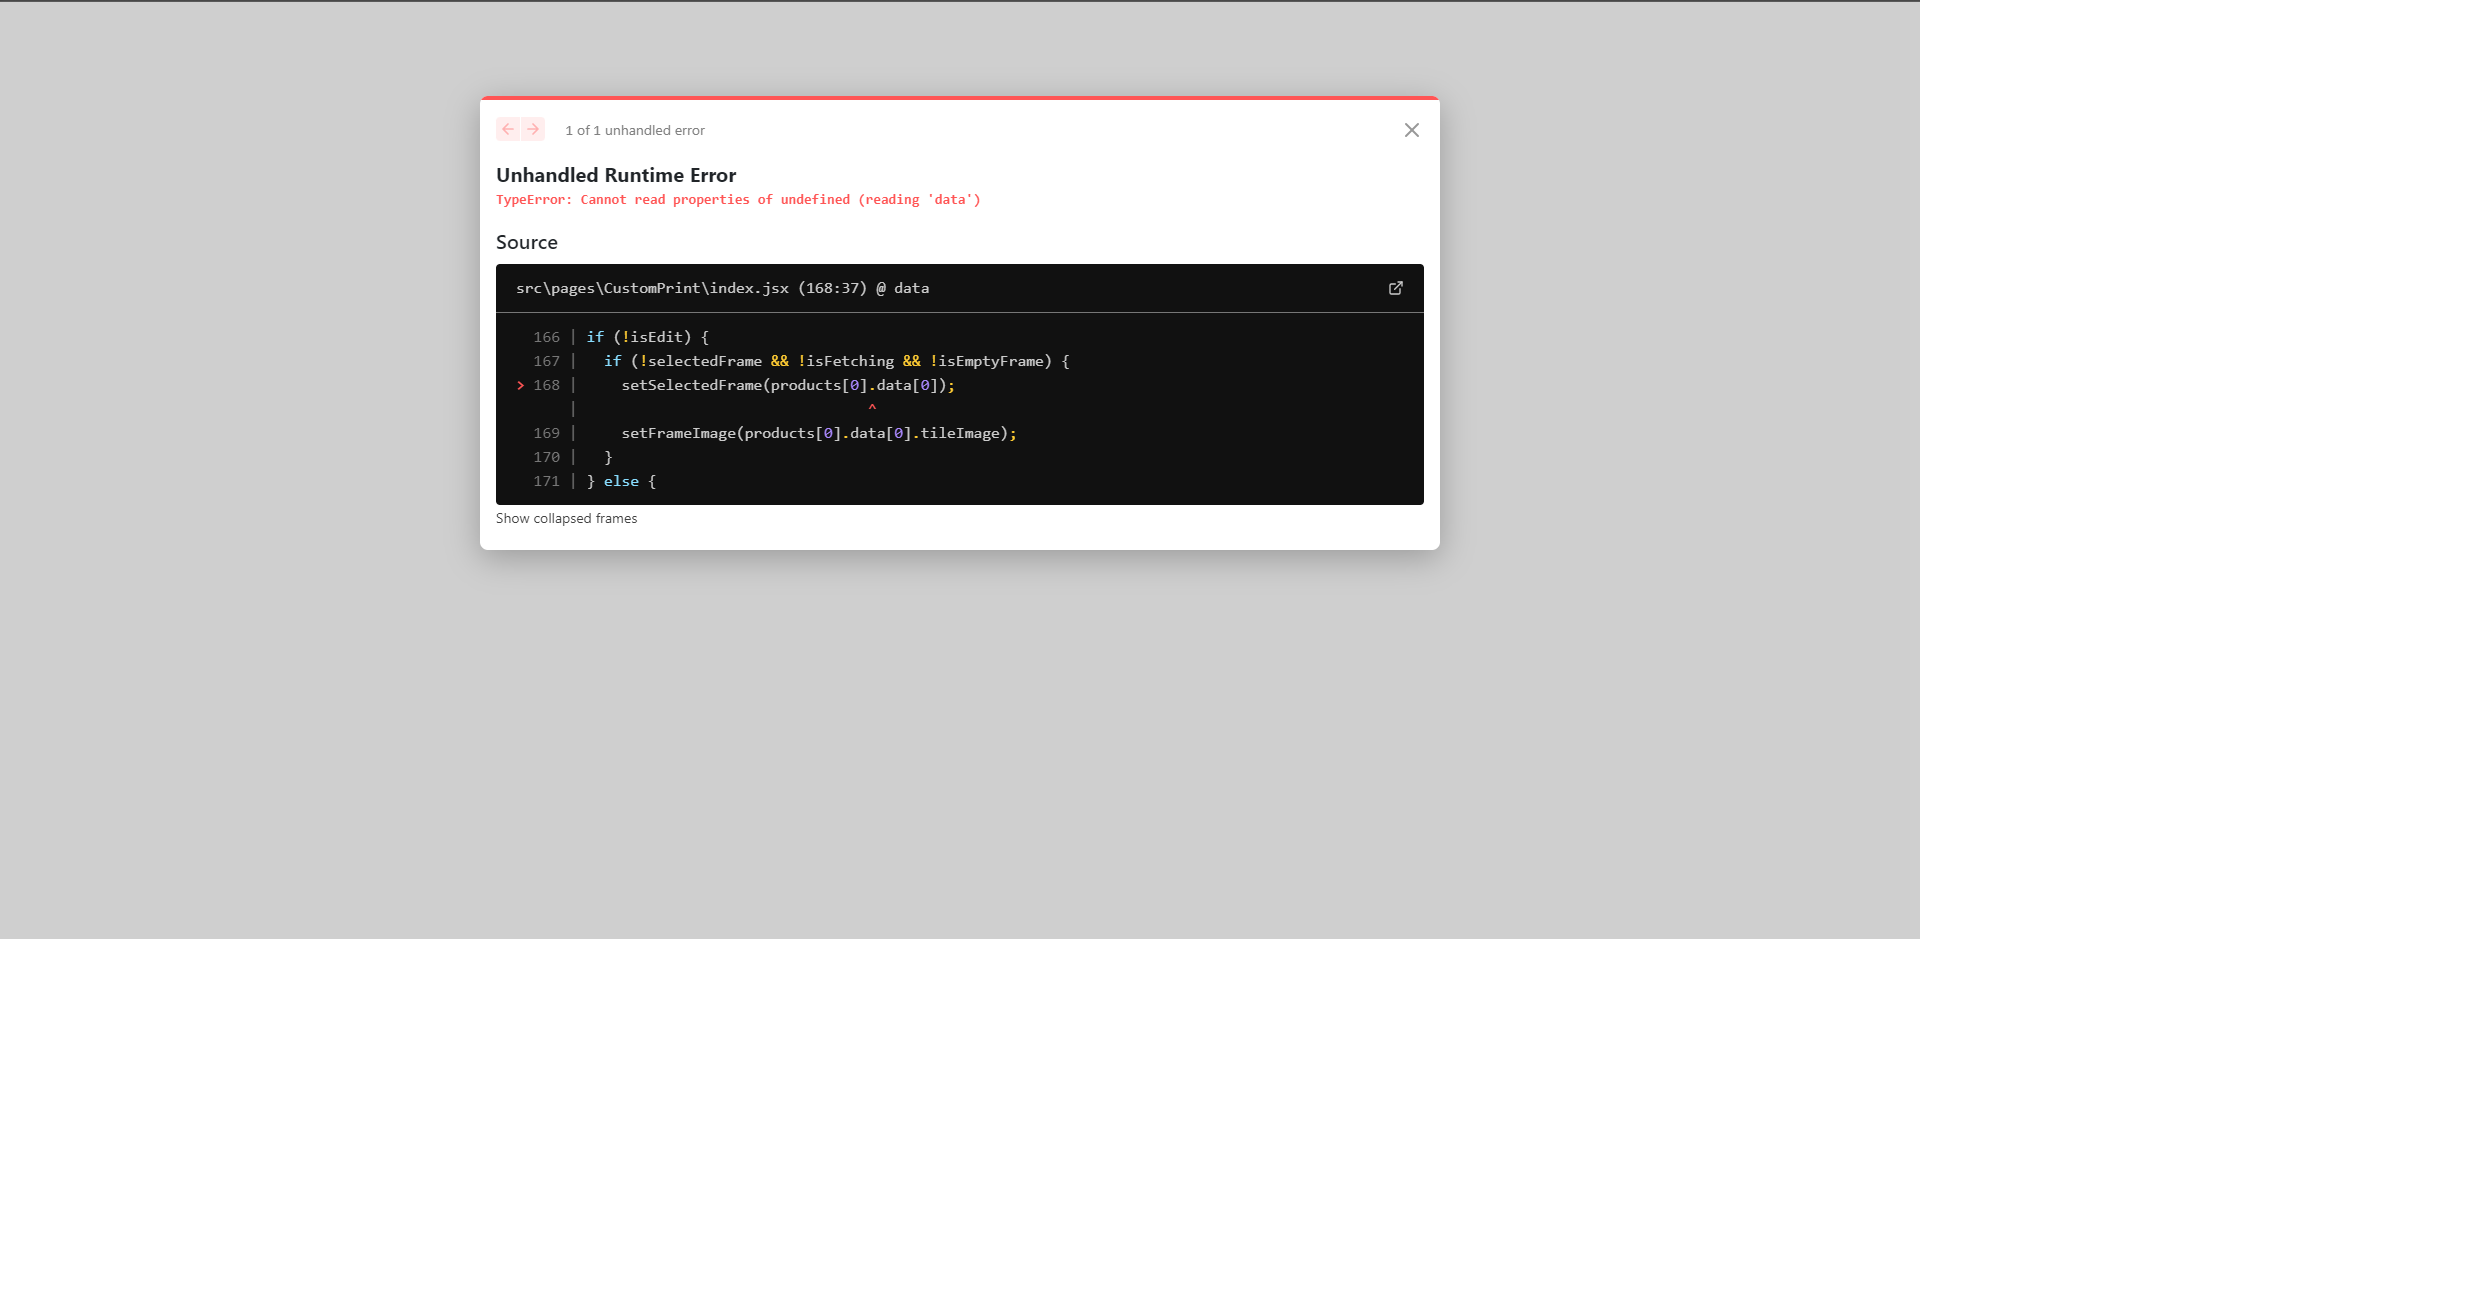 1 of 1 unhandled error
Unhandled Runtime Error
TypeError: Cannot read properties of undefined (reading 'data')
Source
src\pages\CustomPrint\index.jsx (168:37) @ data
166 | if (!isEdit) {
167 |   if (!selectedFrame && !isFetching && !isEmptyFrame) {
> 168 |     setSelectedFrame(products[0].data[0]);
|                                 ^
169 |     setFrameImage(products[0].data[0].tileImage);
170 |   }
171 | } else {
Show collapsed frames